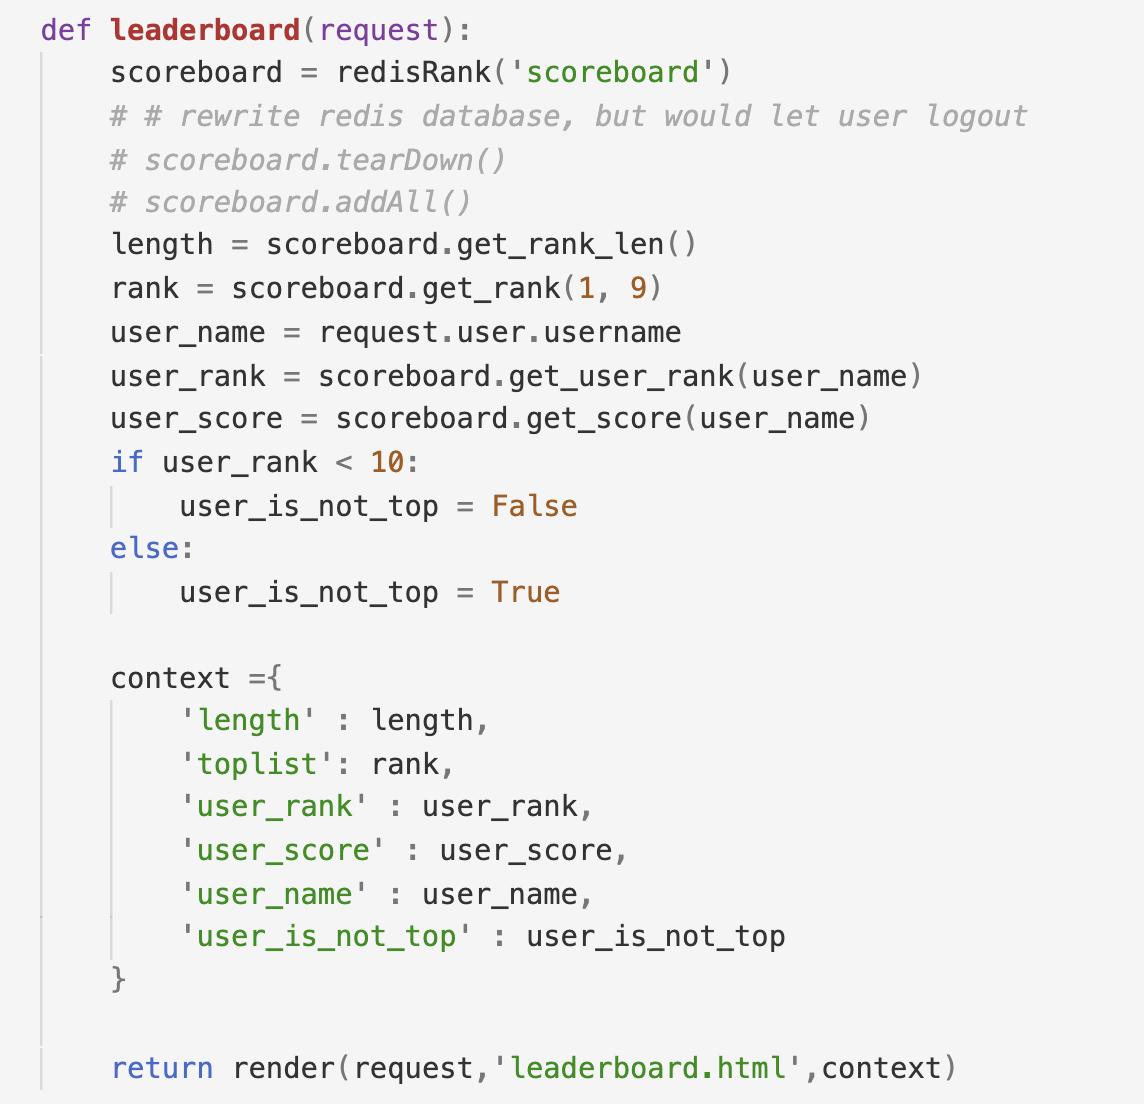 def leaderboard(request):
    scoreboard = redisRank('scoreboard')
    # # rewrite redis database, but would let user logout
    # scoreboard.tearDown()
    # scoreboard.addAll()
    length = scoreboard.get_rank_len()
    rank = scoreboard.get_rank(1, 9)
    user_name = request.user.username
    user_rank = scoreboard.get_user_rank(user_name)
    user_score = scoreboard.get_score(user_name)
    if user_rank < 10:
        user_is_not_top = False
    else:
        user_is_not_top = True

    context ={
        'length' : length,
        'toplist': rank,
        'user_rank' : user_rank,
        'user_score' : user_score,
        'user_name' : user_name,
        'user_is_not_top' : user_is_not_top
    }

    return render(request,'leaderboard.html',context)